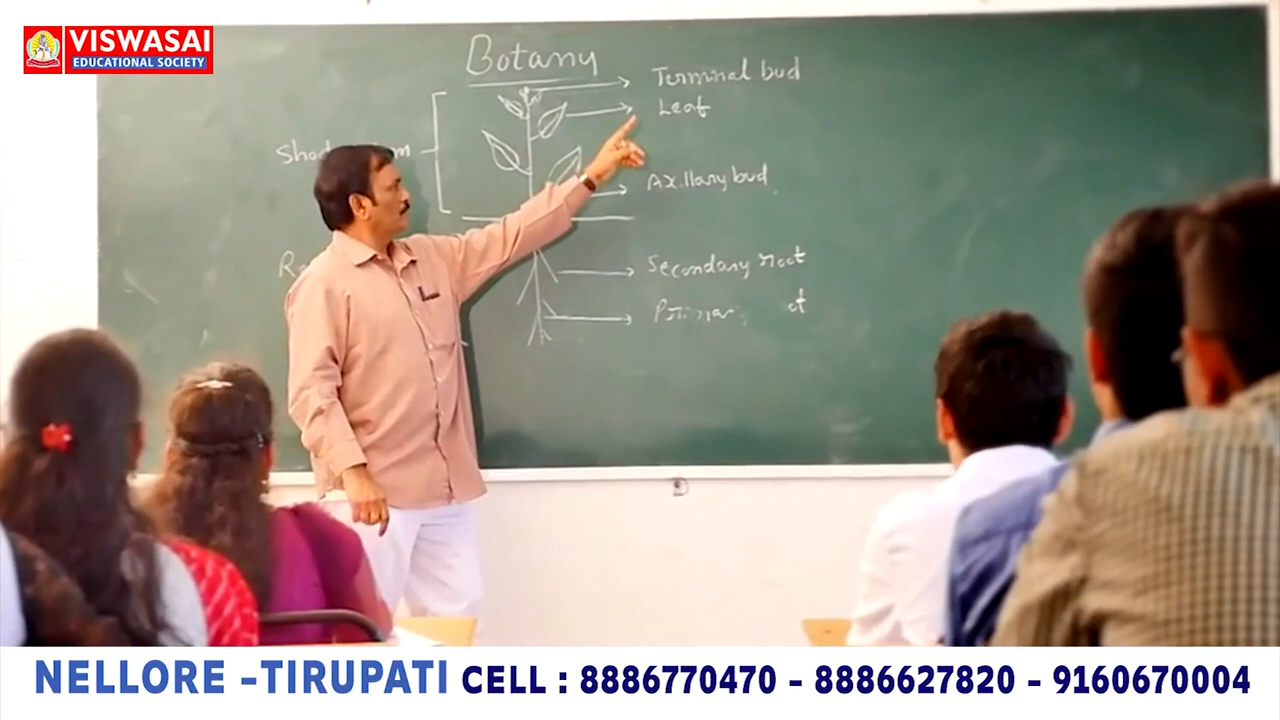 VISWASAI
EDUCATIONAL SOCIETY
Botany
Terminal bud
Leaf
Axillary bud
Secondary root
NELLORE –TIRUPATI CELL : 8886770470 – 8886627820 – 9160670004